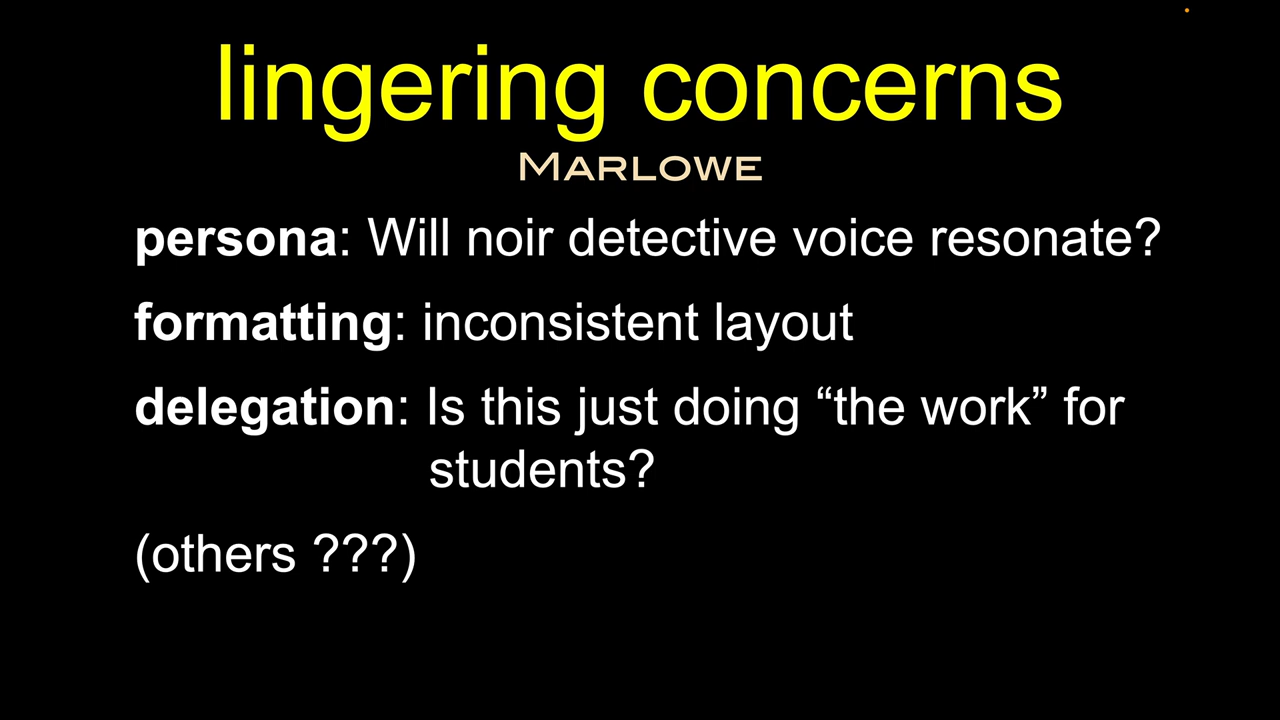 lingering concerns
MARLOWE
persona: Will noir detective voice resonate?
formatting: inconsistent layout
delegation: Is this just doing “the work” for
students?
(others ???)